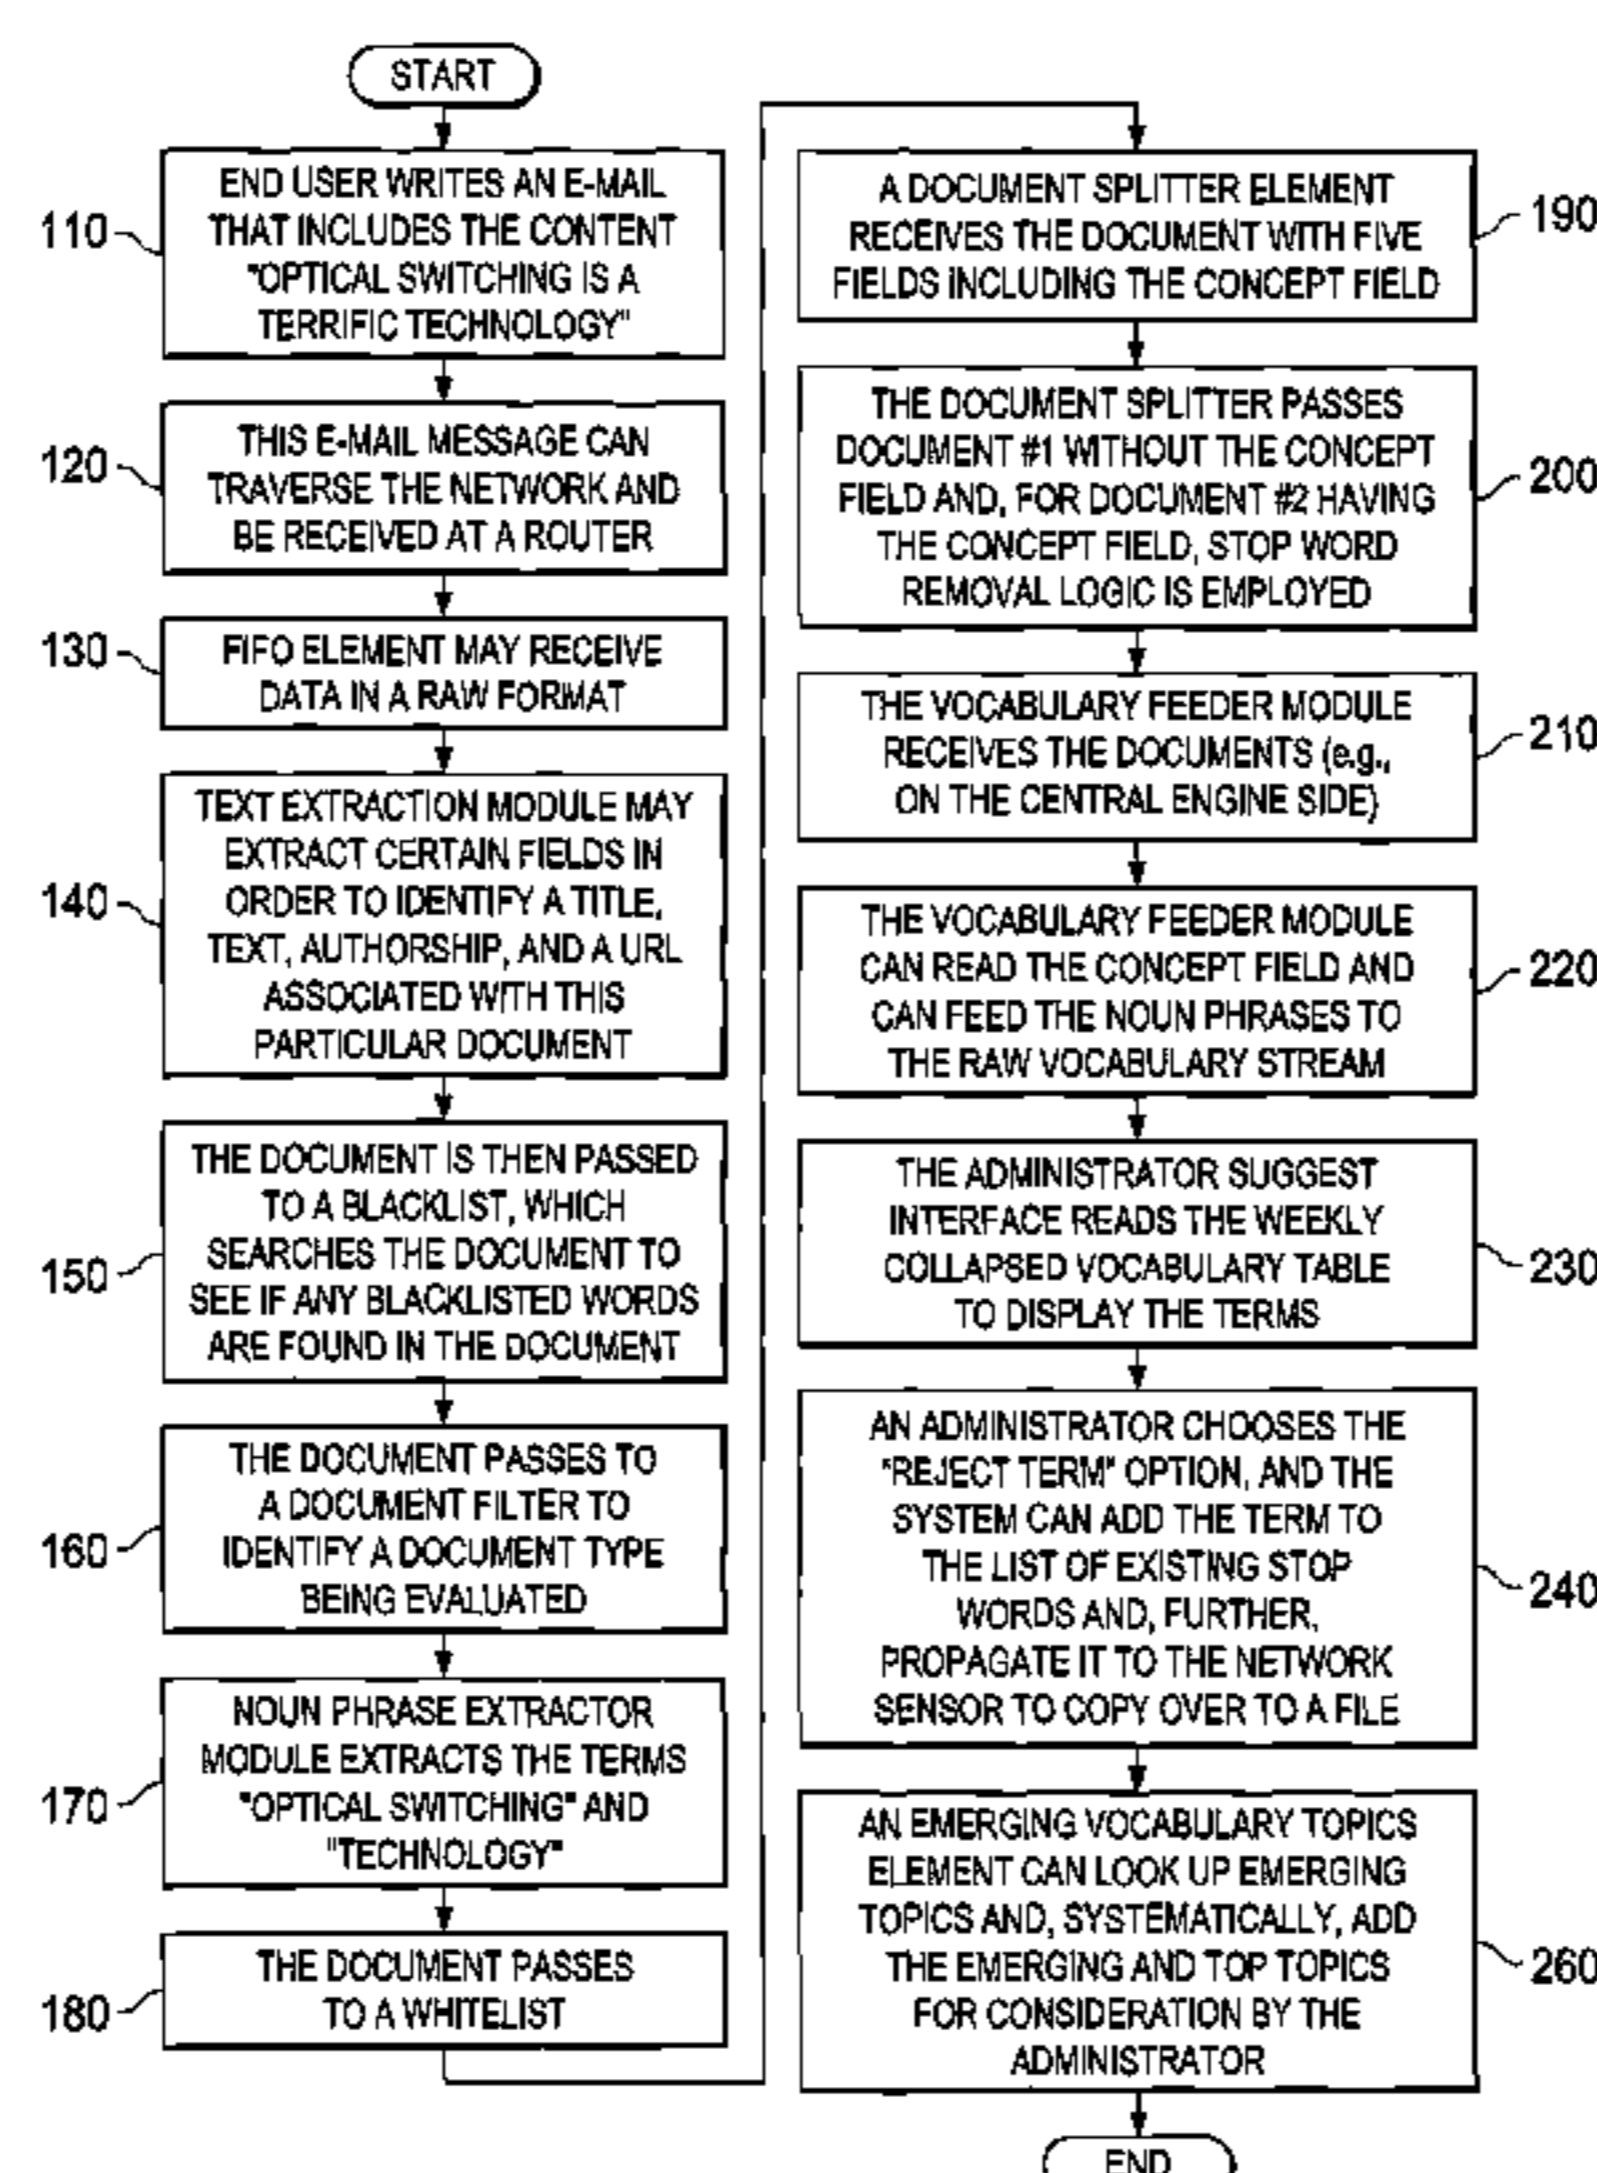 START
110
END USER WRITES AN E-MAIL
THAT INCLUDES THE CONTENT
"OPTICAL SWITCHING IS A
TERRIFIC TECHNOLOGY"
120
THIS E-MAIL MESSAGE CAN
TRAVERSE THE NETWORK AND
BE RECEIVED AT A ROUTER
130
FIFO ELEMENT MAY RECEIVE
DATA IN A RAW FORMAT
140
TEXT EXTRACTION MODULE MAY
EXTRACT CERTAIN FIELDS IN
ORDER TO IDENTIFY A TITLE,
TEXT, AUTHORSHIP, AND A URL
ASSOCIATED WITH THIS
PARTICULAR DOCUMENT
150
THE DOCUMENT IS THEN PASSED
TO A BLACKLIST, WHICH
SEARCHES THE DOCUMENT TO
SEE IF ANY BLACKLISTED WORDS
ARE FOUND IN THE DOCUMENT
160
THE DOCUMENT PASSES TO
A DOCUMENT FILTER TO
IDENTIFY A DOCUMENT TYPE
BEING EVALUATED
170
NOUN PHRASE EXTRACTOR
MODULE EXTRACTS THE TERMS
"OPTICAL SWITCHING" AND
"TECHNOLOGY"
180
THE DOCUMENT PASSES
TO A WHITELIST
A DOCUMENT SPLITTER ELEMENT
RECEIVES THE DOCUMENT WITH FIVE
FIELDS INCLUDING THE CONCEPT FIELD
190
THE DOCUMENT SPLITTER PASSES
DOCUMENT #1 WITHOUT THE CONCEPT
FIELD AND, FOR DOCUMENT #2 HAVING
THE CONCEPT FIELD, STOP WORD
REMOVAL LOGIC IS EMPLOYED
200
THE VOCABULARY FEEDER MODULE
RECEIVES THE DOCUMENTS (e.g.,
ON THE CENTRAL ENGINE SIDE)
210
THE VOCABULARY FEEDER MODULE
CAN READ THE CONCEPT FIELD AND
CAN FEED THE NOUN PHRASES TO
THE RAW VOCABULARY STREAM
220
THE ADMINISTRATOR SUGGEST
INTERFACE READS THE WEEKLY
COLLAPSED VOCABULARY TABLE
TO DISPLAY THE TERMS
230
AN ADMINISTRATOR CHOOSES THE
"REJECT TERM" OPTION, AND THE
SYSTEM CAN ADD THE TERM TO
THE LIST OF EXISTING STOP
WORDS AND, FURTHER,
PROPAGATE IT TO THE NETWORK
SENSOR TO COPY OVER TO A FILE
240
AN EMERGING VOCABULARY TOPICS
ELEMENT CAN LOOK UP EMERGING
TOPICS AND, SYSTEMATICALLY, ADD
THE EMERGING AND TOP TOPICS
FOR CONSIDERATION BY THE
ADMINISTRATOR
260
END